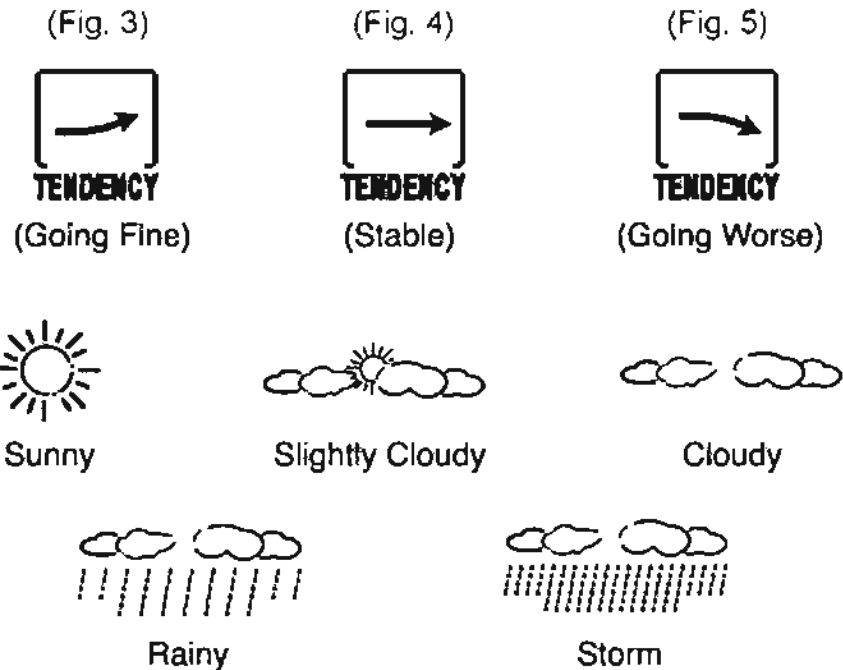 (Fig. 3) (Fig. 4) (Fig. 5)
TENDENCY TENDENCY TENDENCY
(Going Fine) (Stable) (Going Worse)
Sunny Slightly Cloudy Cloudy
Rainy Storm